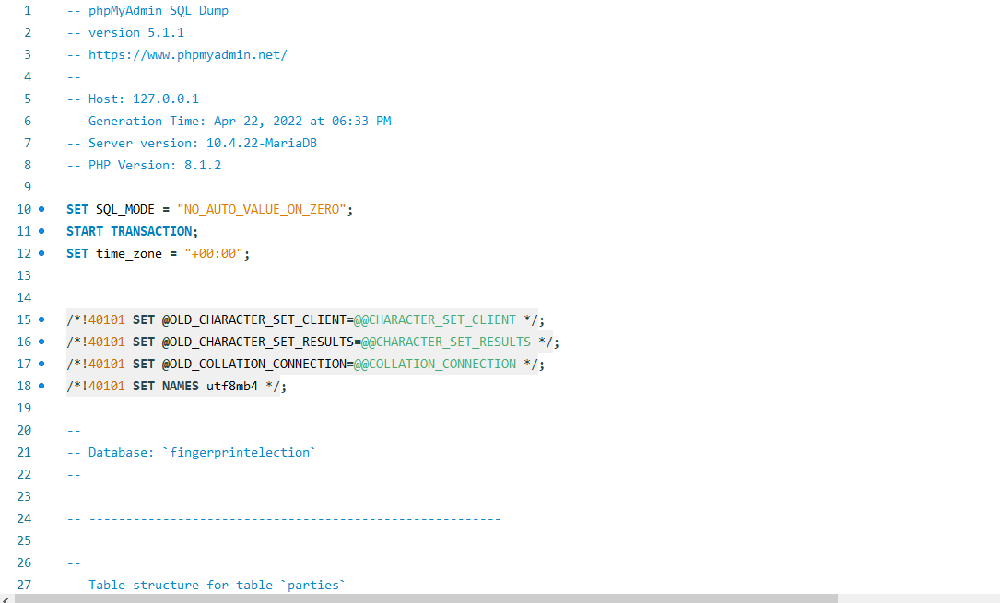 1 -- phpMyAdmin SQL Dump
2 -- version 5.1.1
3 -- https://www.phpmyadmin.net/
4 --
5 -- Host: 127.0.0.1
6 -- Generation Time: Apr 22, 2022 at 06:33 PM
7 -- Server version: 10.4.22-MariaDB
8 -- PHP Version: 8.1.2
9
10 SET SQL_MODE = "NO_AUTO_VALUE_ON_ZERO";
11 START TRANSACTION;
12 SET time_zone = "+00:00";
13
14
15 /*!40101 SET @OLD_CHARACTER_SET_CLIENT=@@CHARACTER_SET_CLIENT */;
16 /*!40101 SET @OLD_CHARACTER_SET_RESULTS=@@CHARACTER_SET_RESULTS */;
17 /*!40101 SET @OLD_COLLATION_CONNECTION=@@COLLATION_CONNECTION */;
18 /*!40101 SET NAMES utf8mb4 */;
19
20 --
21 -- Database: `fingerprintelection`
22 --
23
24 -- --------------------------------------------------------
25
26 --
27 -- Table structure for table `parties`